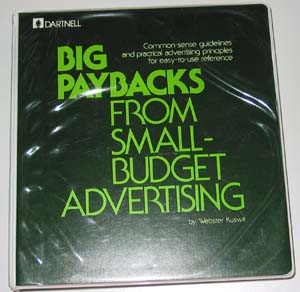 DARTNELL
Common-sense guidelines
and practical advertising principles
for easy-to-use reference
BIG
PAYBACKS
FROM
SMALL-
BUDGET
ADVERTISING
by Webster Kuswa